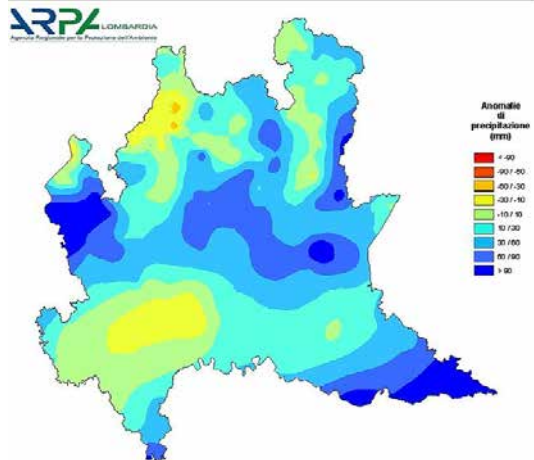 ARPA LOMBARDIA
Agenzia Regionale per la Protezione dell'Ambiente
Anomalie
di
precipitazione
(mm)
< -90
-90 / -60
-60 / -30
-30 / -10
-10 / 10
10 / 30
30 / 60
60 / 90
> 90